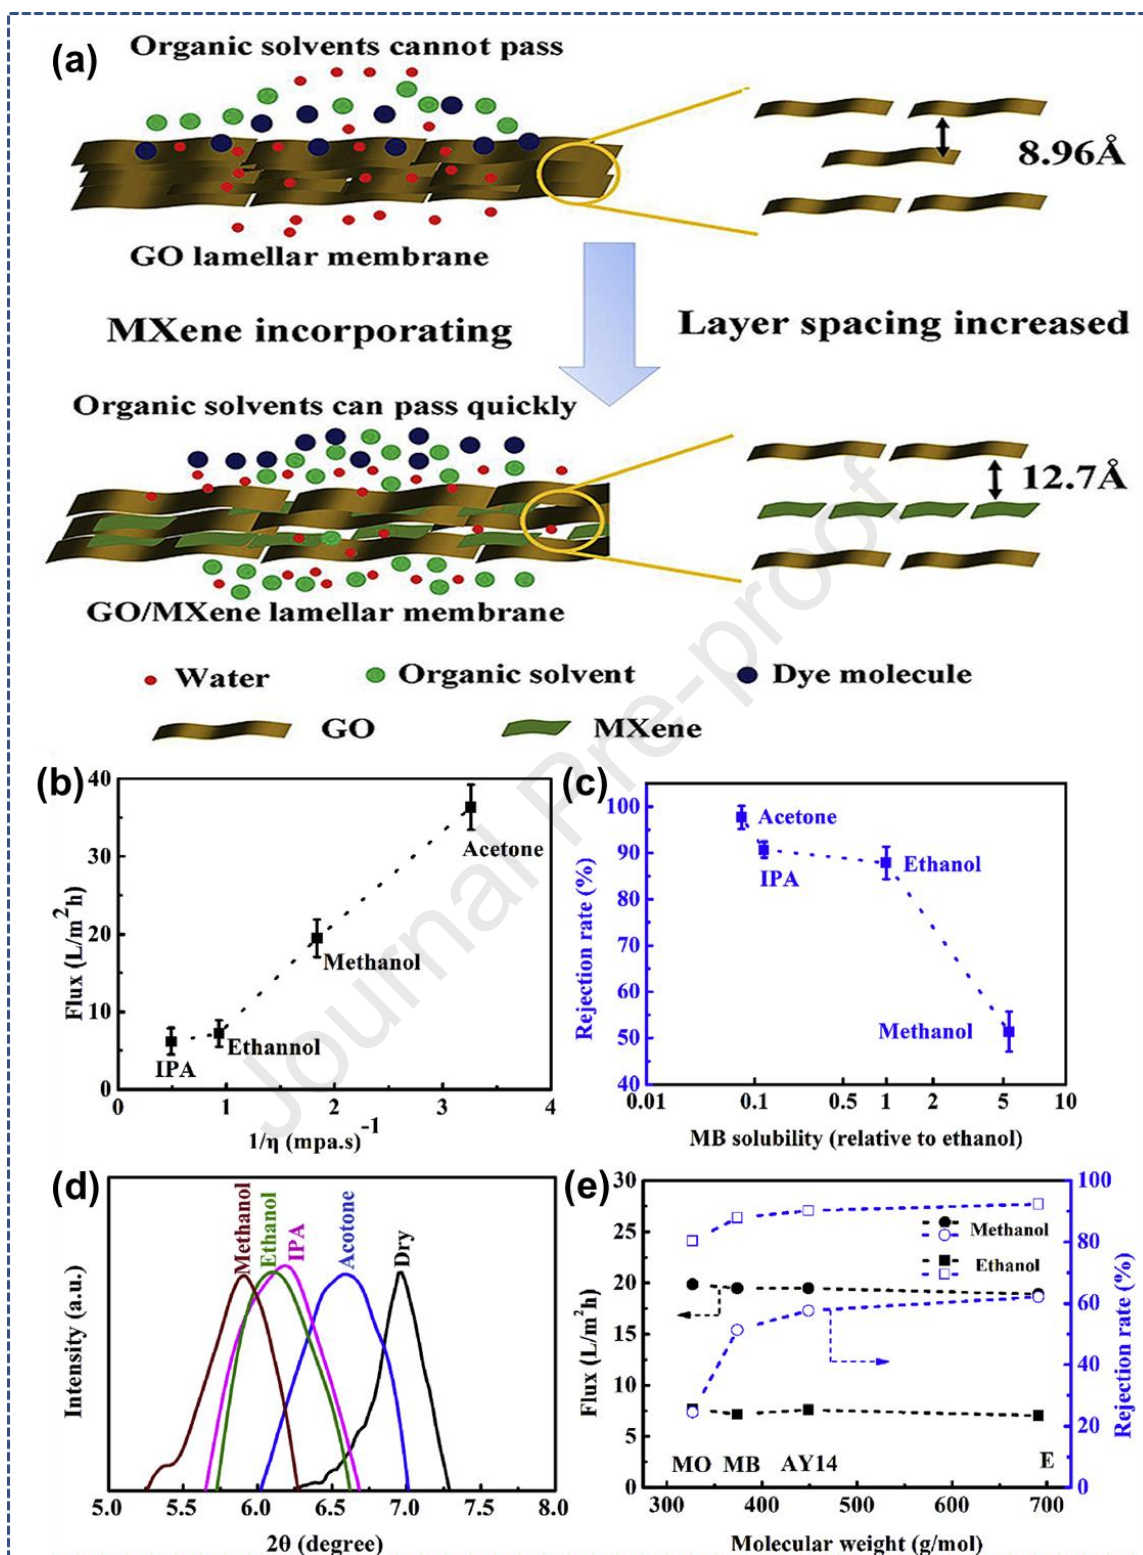 (a)
Organic solvents cannot pass
8.96Å
GO lamellar membrane
MXene incorporating
Layer spacing increased
Organic solvents can pass quickly
12.7Å
GO/MXene lamellar membrane
Water
Organic solvent
Dye molecule
GO
MXene
Journal Pre-proof
(b)
40
30
20
10
0
Flux (L/m²h)
IPA
Ethannol
Methanol
Acetone
0 1 2 3 4
1/η (mpa.s)⁻¹
(c)
100
90
80
70
60
50
40
Rejection rate (%)
Acetone
IPA
Ethanol
Methanol
0.01 0.1 0.5 1 2 5 10
MB solubility (relative to ethanol)
(d)
Intensity (a.u.)
Methanol
Ethanol
IPA
Acotone
Dry
5.0 5.5 6.0 6.5 7.0 7.5 8.0
2θ (degree)
(e)
30
25
20
15
10
5
0
Flux (L/m²h)
Methanol
Ethanol
100
80
60
40
20
0
Rejection rate (%)
MO MB AY14 E
300 400 500 600 700
Molecular weight (g/mol)